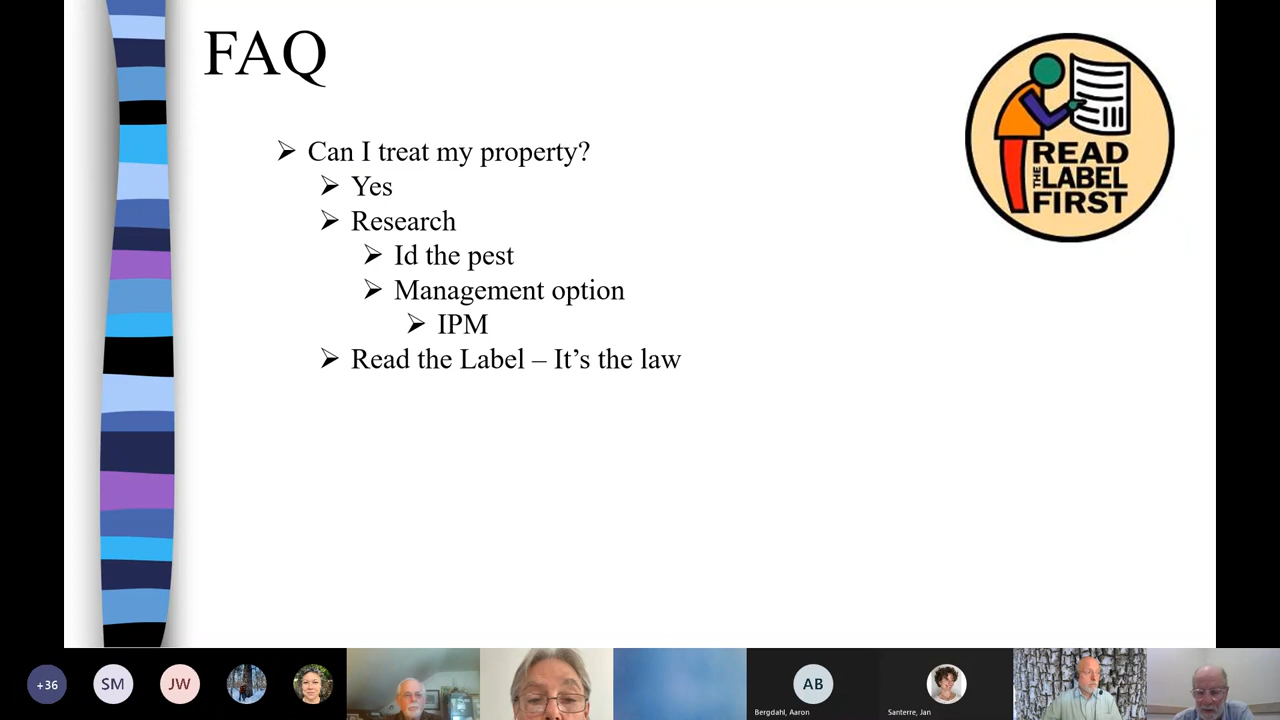 FAQ
Can I treat my property?
Yes
Research
Id the pest
Management option
IPM
Read the Label – It’s the law
READ
THE LABEL
FIRST
+36
SM
JW
AB
Bergdahl, Aaron
Santerre, Jan